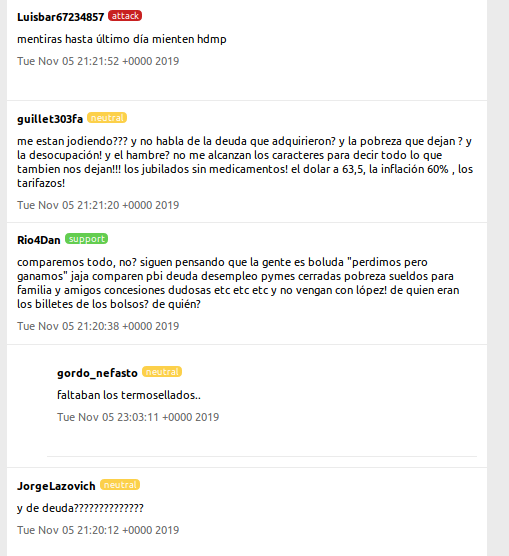 Luisbar67234857 attack
mentiras hasta último día mienten hdmp
Tue Nov 05 21:21:52 +0000 2019
guillet303fa neutral
me estan jodiendo??? y no habla de la deuda que adquirieron? y la pobreza que dejan ? y
la desocupación! y el hambre? no me alcanzan los caracteres para decir todo lo que
tambien nos dejan!!! los jubilados sin medicamentos! el dolar a 63,5, la inflación 60% , los
tarifazos!
Tue Nov 05 21:21:20 +0000 2019
Rio4Dan support
comparemos todo, no? siguen pensando que la gente es boluda "perdimos pero
ganamos" jaja comparen pbi deuda desempleo pymes cerradas pobreza sueldos para
familia y amigos concesiones dudosas etc etc etc y no vengan con lópez! de quien eran
los billetes de los bolsos? de quién?
Tue Nov 05 21:20:38 +0000 2019
gordo_nefasto neutral
faltaban los termosellados..
Tue Nov 05 23:03:11 +0000 2019
JorgeLazovich neutral
y de deuda??????????????
Tue Nov 05 21:20:12 +0000 2019